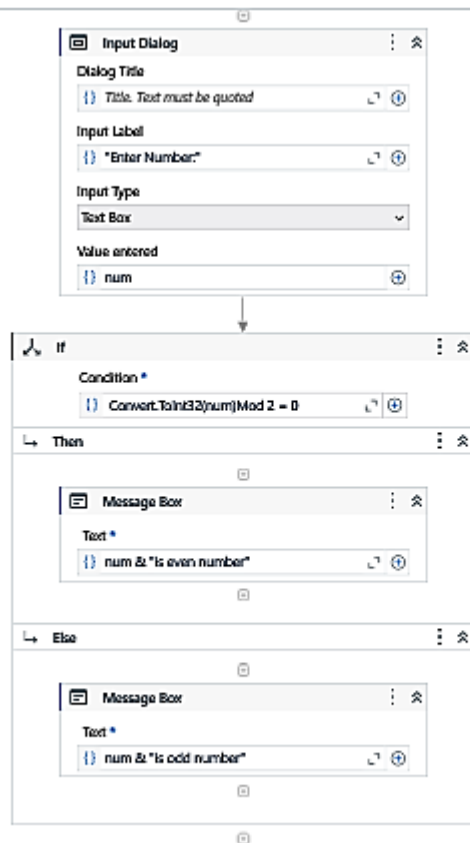 Input Dialog
Dialog Title
Title. Text must be quoted
Input Label
"Enter Number:"
Input Type
Text Box
Value entered
num
If
Condition *
Convert.ToInt32(num)Mod 2 = 0
Then
Message Box
Text *
num & "is even number"
Else
Message Box
Text *
num & "is odd number"